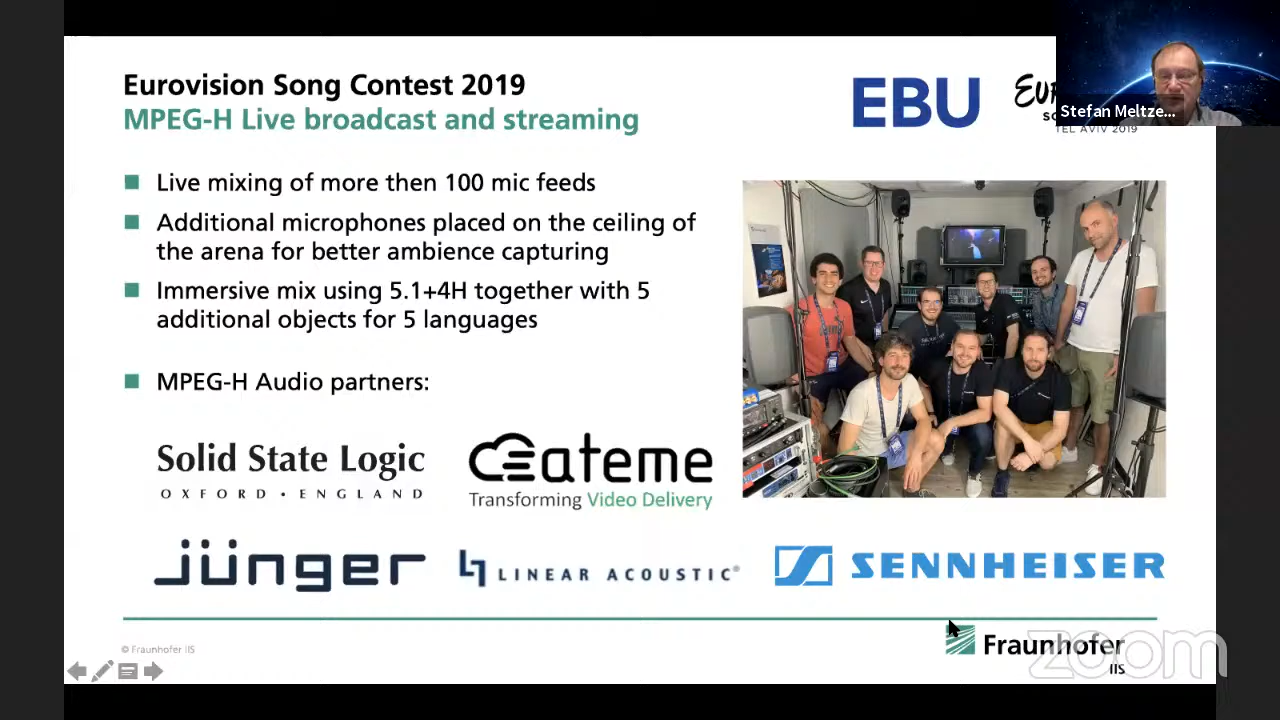 Eurovision Song Contest 2019
MPEG-H Live broadcast and streaming
EBU
TEL AVIV 2019
Stefan Meltze...
Live mixing of more then 100 mic feeds
Additional microphones placed on the ceiling of
the arena for better ambience capturing
Immersive mix using 5.1+4H together with 5
additional objects for 5 languages
MPEG-H Audio partners:
Solid State Logic
OXFORD • ENGLAND
ateme
Transforming Video Delivery
jünger
LINEAR ACOUSTIC®
SENNHEISER
© Fraunhofer IIS
Fraunhofer
IIS
zoom